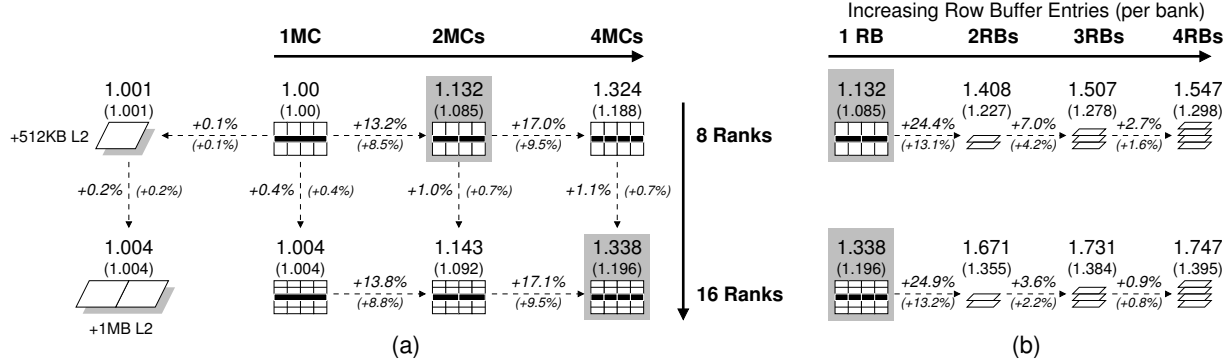 1MC 2MCs 4MCs
1.001 1.00 1.132 1.324
(1.001) (1.00) (1.085) (1.188)
+512KB L2 +0.1% +13.2% +17.0% 8 Ranks
(+0.1%) (+8.5%) (+9.5%)
+0.2% (+0.2%) +0.4% (+0.4%) +1.0% (+0.7%) +1.1% (+0.7%)
1.004 1.004 1.143 1.338
(1.004) (1.004) (1.092) (1.196)
+13.8% +17.1% 16 Ranks
(+8.8%) (+9.5%)
+1MB L2
(a)
Increasing Row Buffer Entries (per bank)
1 RB 2RBs 3RBs 4RBs
1.132 1.408 1.507 1.547
(1.085) (1.227) (1.278) (1.298)
+24.4% +7.0% +2.7%
(+13.1%) (+4.2%) (+1.6%)
1.338 1.671 1.731 1.747
(1.196) (1.355) (1.384) (1.395)
+24.9% +3.6% +0.9%
(+13.2%) (+2.2%) (+0.8%)
(b)